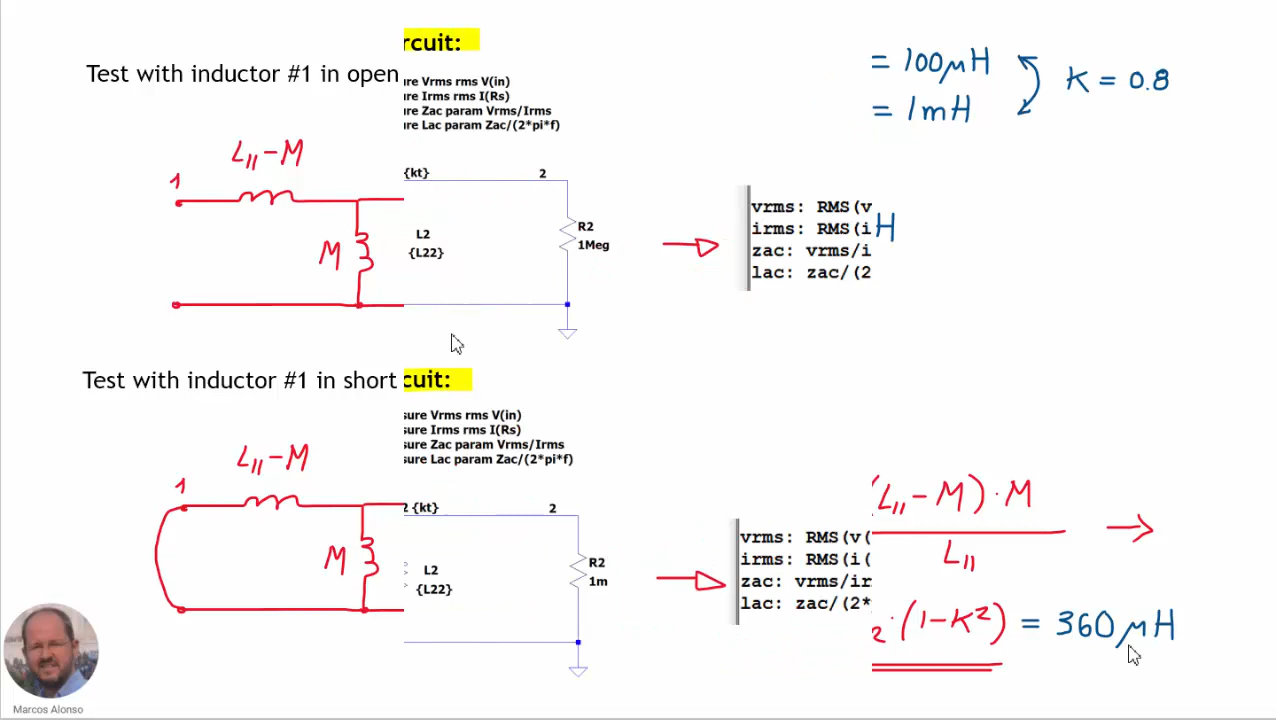 rcuit:
Test with inductor #1 in open
= 100μH
K = 0.8
= 1mH
ure Vrms rms V(in)
ure Irms rms I(Rs)
ure Zac param Vrms/Irms
ure Lac param Zac/(2*pi*f)
L11-M
{kt}
2
1
M
L2
{L22}
R2
1Meg
vrms: RMS(v
irms: RMS(i
H
zac: vrms/i
lac: zac/(2
Test with inductor #1 in short
cuit:
sure Vrms rms V(in)
sure Irms rms I(Rs)
sure Zac param Vrms/Irms
sure Lac param Zac/(2*pi*f)
L11-M
1
2 {kt}
2
(L11-M)·M
L11
M
L2
{L22}
R2
1m
vrms: RMS(v(
irms: RMS(i(
zac: vrms/ir
lac: zac/(2*
2·(1-K²) = 360μH
Marcos Alonso